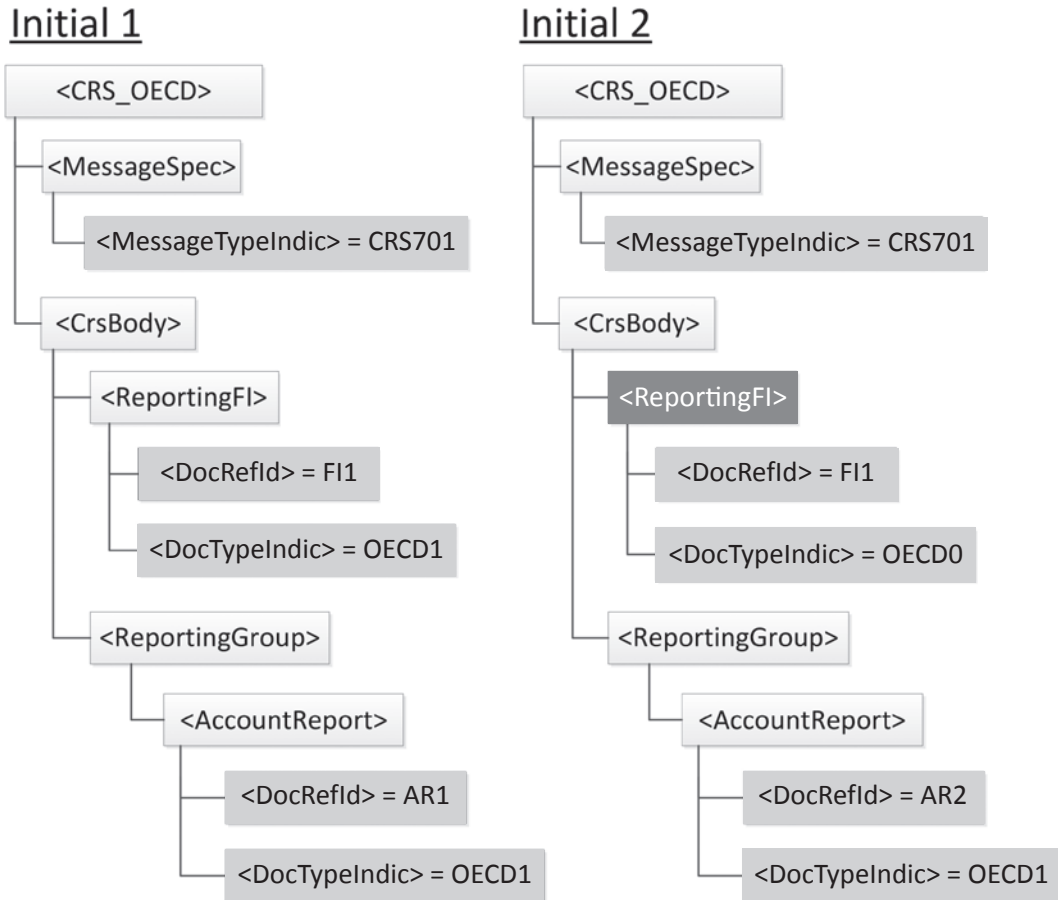 Initial 1
<CRS_OECD>
<MessageSpec>
<MessageTypeIndic> = CRS701
<CrsBody>
<ReportingFI>
<DocRefId> = FI1
<DocTypeIndic> = OECD1
<ReportingGroup>
<AccountReport>
<DocRefId> = AR1
<DocTypeIndic> = OECD1
Initial 2
<CRS_OECD>
<MessageSpec>
<MessageTypeIndic> = CRS701
<CrsBody>
<ReportingFI>
<DocRefId> = FI1
<DocTypeIndic> = OECD0
<ReportingGroup>
<AccountReport>
<DocRefId> = AR2
<DocTypeIndic> = OECD1